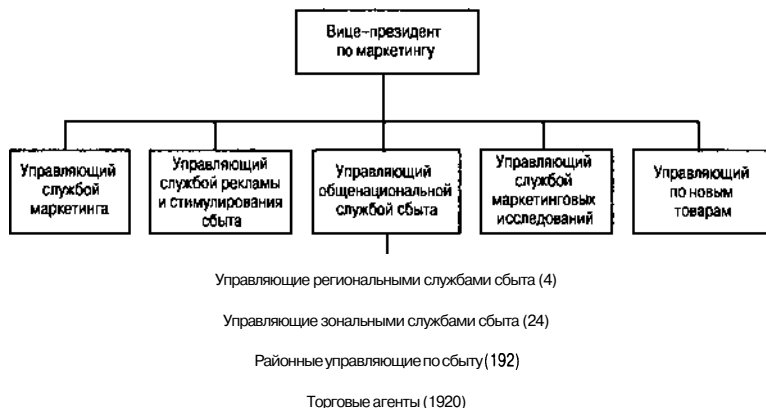 Вице-президент
по маркетингу
Управляющий
службой
маркетинга
Управляющий
службой рекламы
и стимулирования
сбыта
Управляющий
общенациональной
службой сбыта
Управляющий
службой
маркетинговых
исследований
Управляющий
по новым
товарам
Управляющие региональными службами сбыта (4)
Управляющие зональными службами сбыта (24)
Районные управляющие по сбыту (192)
Торговые агенты (1920)